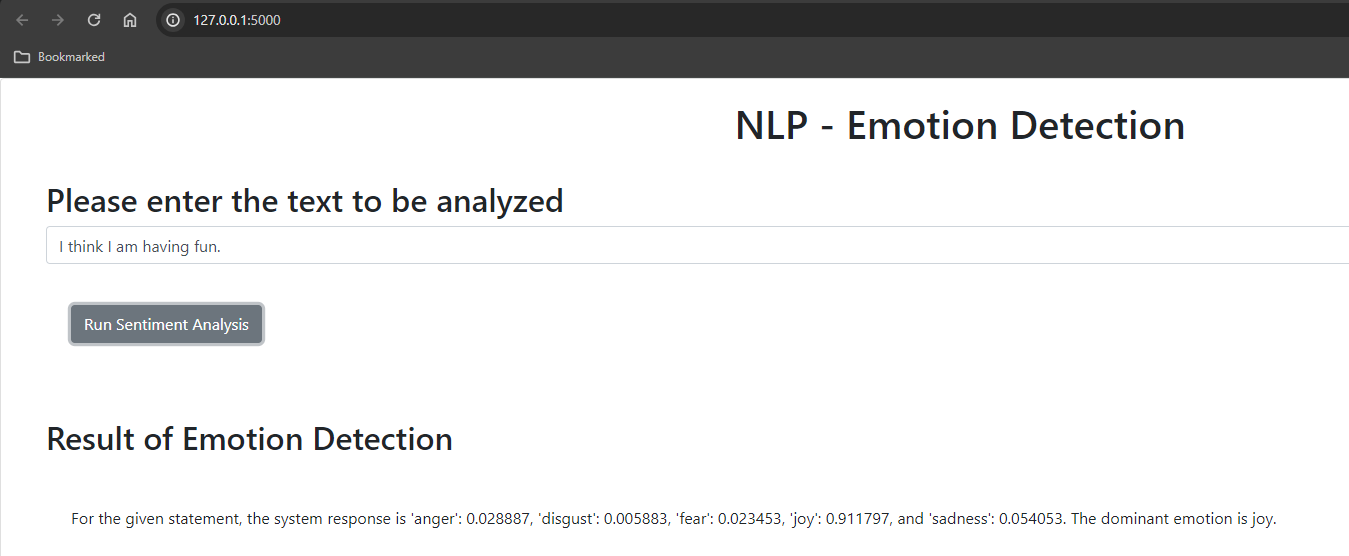 127.0.0.1:5000
Bookmarked
NLP - Emotion Detection
Please enter the text to be analyzed
I think I am having fun.
Run Sentiment Analysis
Result of Emotion Detection
For the given statement, the system response is 'anger': 0.028887, 'disgust': 0.005883, 'fear': 0.023453, 'joy': 0.911797, and 'sadness': 0.054053. The dominant emotion is joy.